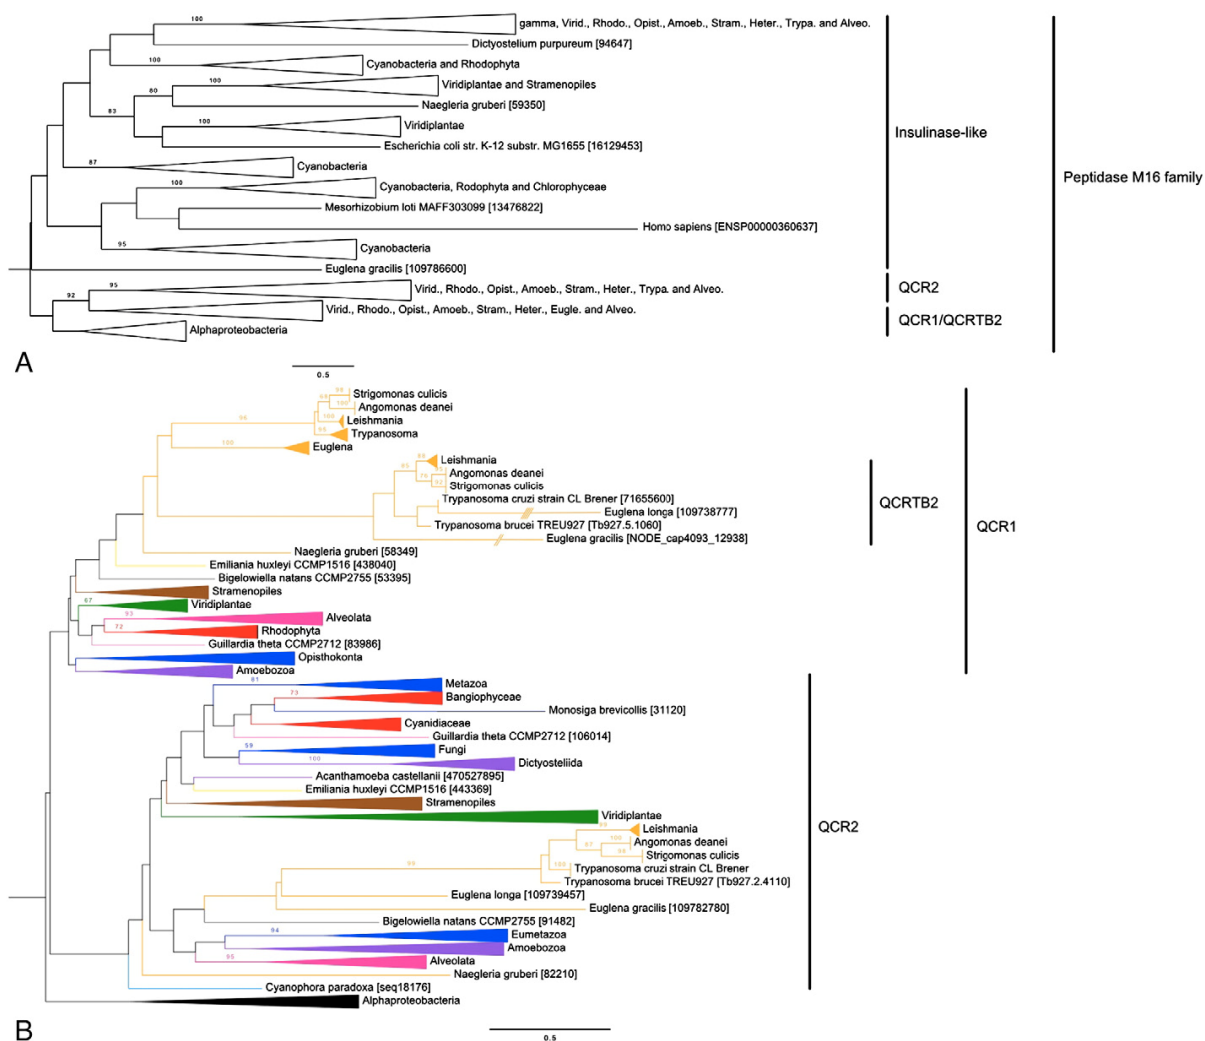 100
gamma, Virid., Rhodo., Opist., Amoeb., Stram., Heter., Trypa. and Alveo.
Dictyostelium purpureum [94647]
100
Cyanobacteria and Rhodophyta
100
Viridiplantae and Stramenopiles
80
Naegleria gruberi [59350]
83
100
Viridiplantae
Insulinase-like
Escherichia coli str. K-12 substr. MG1655 [16129453]
87
Cyanobacteria
Peptidase M16 family
100
Cyanobacteria, Rodophyta and Chlorophyceae
Mesorhizobium loti MAFF303099 [13476822]
Homo sapiens [ENSP00000360637]
95
Cyanobacteria
Euglena gracilis [109786600]
95
Virid., Rhodo., Opist., Amoeb., Stram., Heter., Trypa. and Alveo.
QCR2
92
Virid., Rhodo., Opist., Amoeb., Stram., Heter., Eugle. and Alveo.
QCR1/QCRTB2
Alphaproteobacteria
A
0.5
Strigomonas culicis
100
Angomonas deanei
100
Leishmania
Trypanosoma
100
Euglena
Leishmania
Angomonas deanei
Strigomonas culicis
Trypanosoma cruzi strain CL Brener [71655600]
QCRTB2
Euglena longa [109738777]
Trypanosoma brucei TREU927 [Tb927.5.1060]
QCR1
Euglena gracilis [NODE_cap4093_12938]
Naegleria gruberi [58349]
Emiliania huxleyi CCMP1516 [438040]
Bigelowiella natans CCMP2755 [53395]
Stramenopiles
67
Viridiplantae
93
Alveolata
72
Rhodophyta
Guillardia theta CCMP2712 [83986]
Opisthokonta
Amoebozoa
81
Metazoa
73
Bangiophyceae
Monosiga brevicollis [31120]
Cyanidiaceae
Guillardia theta CCMP2712 [106014]
59
Fungi
100
Dictyosteliida
Acanthamoeba castellanii [470527895]
Emiliania huxleyi CCMP1516 [443369]
Stramenopiles
Viridiplantae
QCR2
Leishmania
100
Angomonas deanei
Strigomonas culicis
100
Trypanosoma cruzi strain CL Brener
Trypanosoma brucei TREU927 [Tb927.2.4110]
Euglena longa [109739457]
Euglena gracilis [109782780]
Bigelowiella natans CCMP2755 [91482]
94
Eumetazoa
Amoebozoa
95
Alveolata
Naegleria gruberi [82210]
Cyanophora paradoxa [seq18176]
Alphaproteobacteria
B
0.5